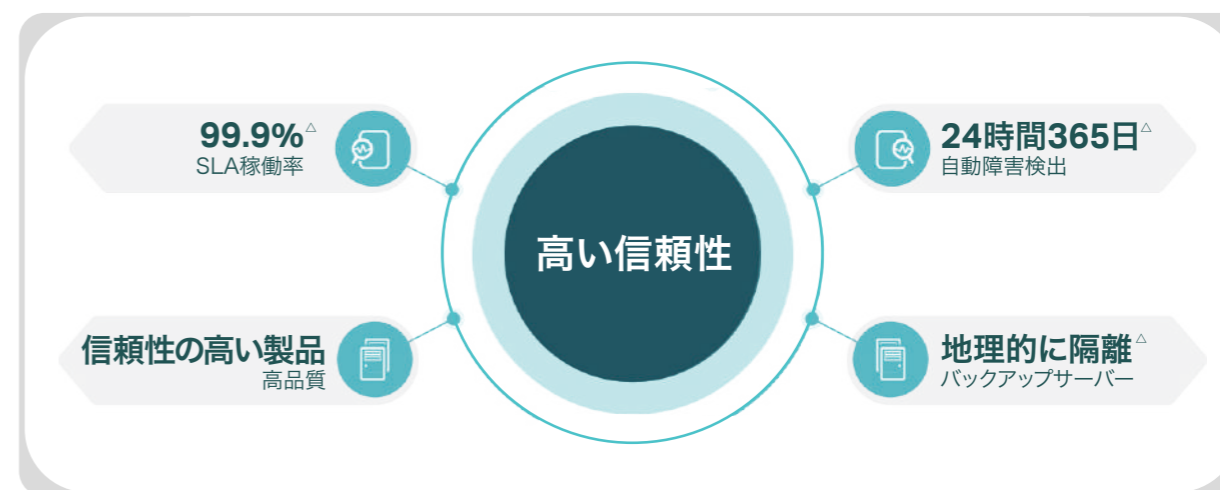 99.9%△
SLA稼働率
24時間365日△
自動障害検出
高い信頼性
信頼性の高い製品
高品質
地理的に隔離△
バックアップサーバー